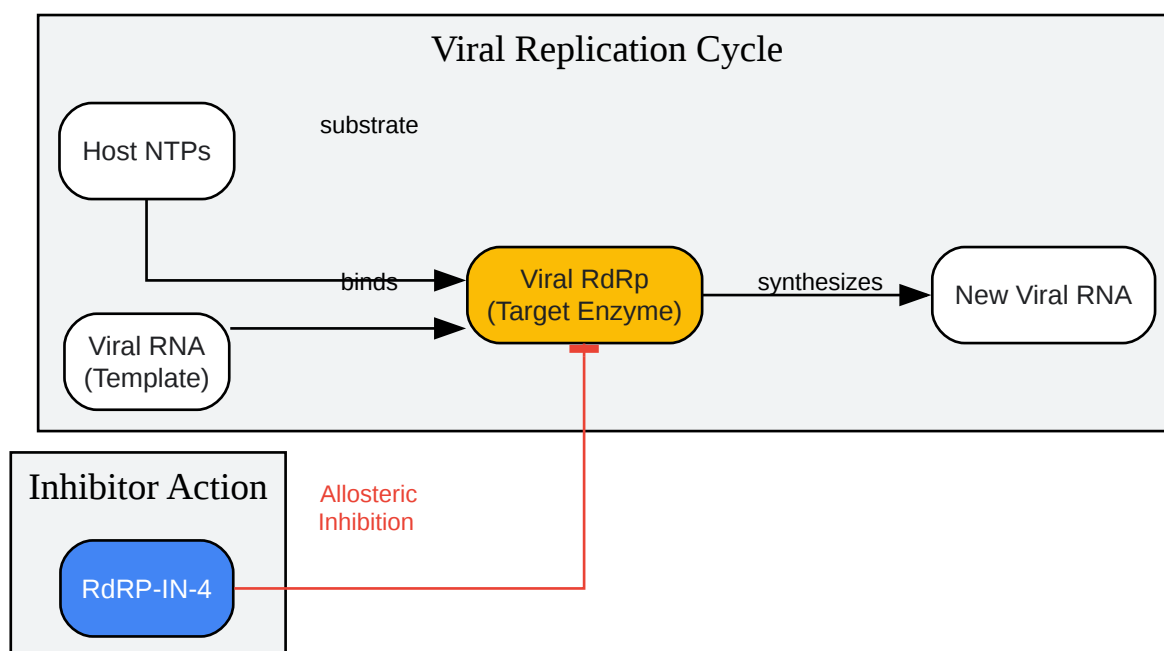 Viral Replication Cycle
substrate
Host NTPs
binds
Viral RdRp
(Target Enzyme)
synthesizes
New Viral RNA
Viral RNA
(Template)
Inhibitor Action
Allosteric
Inhibition
RdRP-IN-4